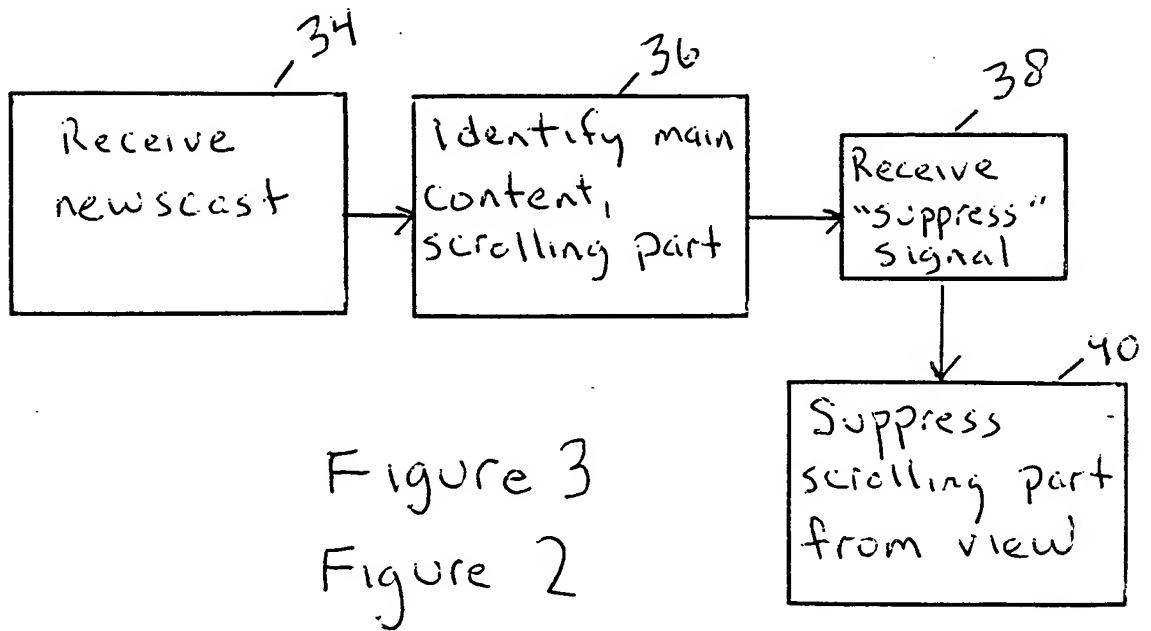 34
Receive
newscast
36
Identify main
content,
scrolling part
38
Receive
"suppress"
signal
40
Suppress
scrolling part
from view
Figure 3
Figure 2